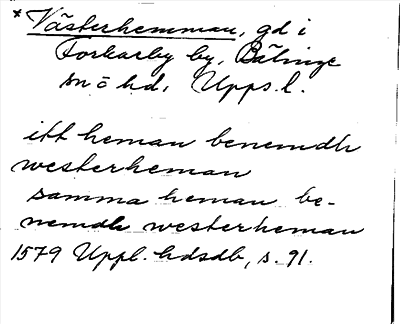 * Västerhemman, gd i
Forkarby by, Bälinge
sn o hd, Upps. l.
itt heman benemdh
westerheman
samma heman be-
nemdh westerheman
1579 Uppl. hdsdb, s. 91.